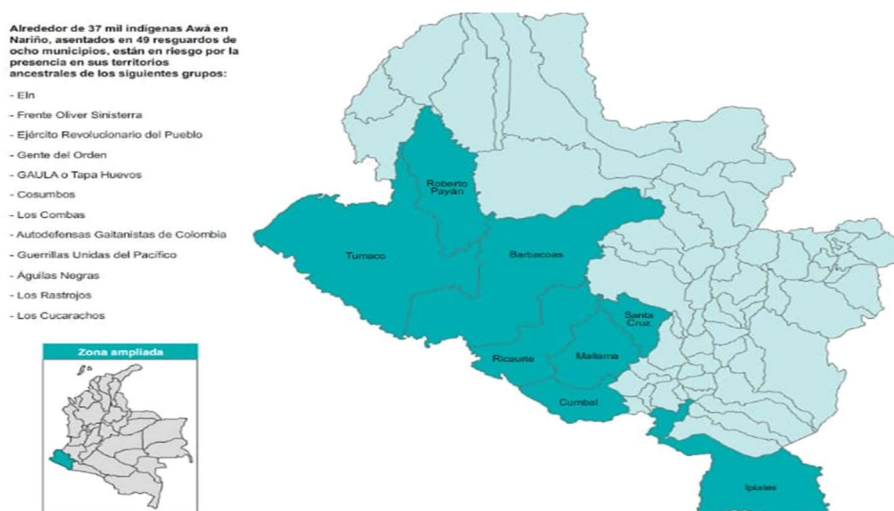 Alrededor de 37 mil indígenas Awá en
Nariño, asentados en 49 resguardos de
ocho municipios, están en riesgo por la
presencia en sus territorios
ancestrales de los siguientes grupos:
- Eln
- Frente Oliver Sinisterra
- Ejército Revolucionario del Pueblo
- Gente del Orden
- GAULA o Tapa Huevos
- Cosumbos
- Los Combas
- Autodefensas Gaitanistas de Colombia
- Guerrillas Unidas del Pacífico
- Águilas Negras
- Los Rastrojos
- Los Cucarachos
Zona ampliada
Roberto
Payán
Tumaco
Barbacoas
Santa
Cruz
Ricaurte
Mallama
Cumbal
Ipiales